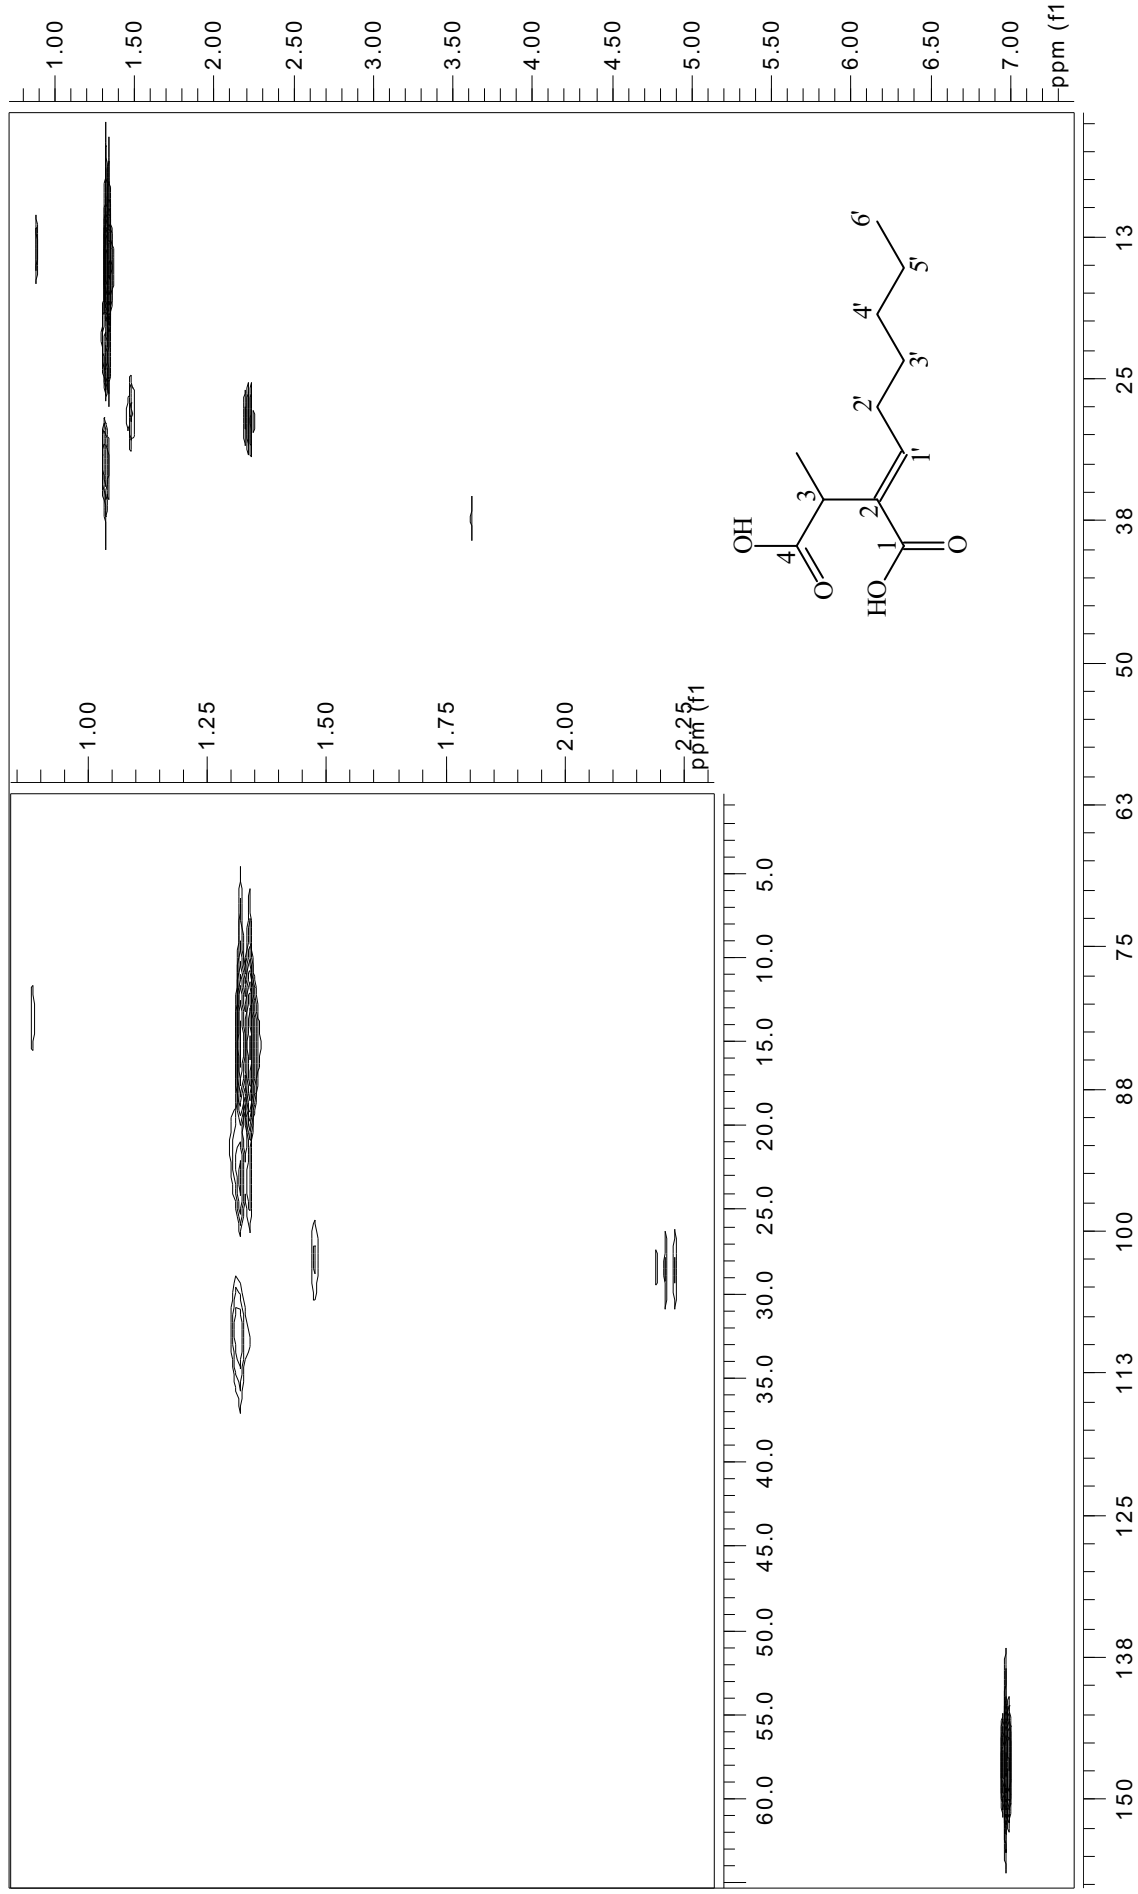 1.00 1.50 2.00 2.50 3.00 3.50 4.00 4.50 5.00 5.50 6.00 6.50 7.00
ppm (f1
13 25 38 50 63 75 88 100 113 125 138 150
1.00 1.25 1.50 1.75 2.00 2.25
ppm (f1
5.0 10.0 15.0 20.0 25.0 30.0 35.0 40.0 45.0 50.0 55.0 60.0
OH
4 3
O
2 1' 2' 3' 4' 5' 6'
HO 1
O